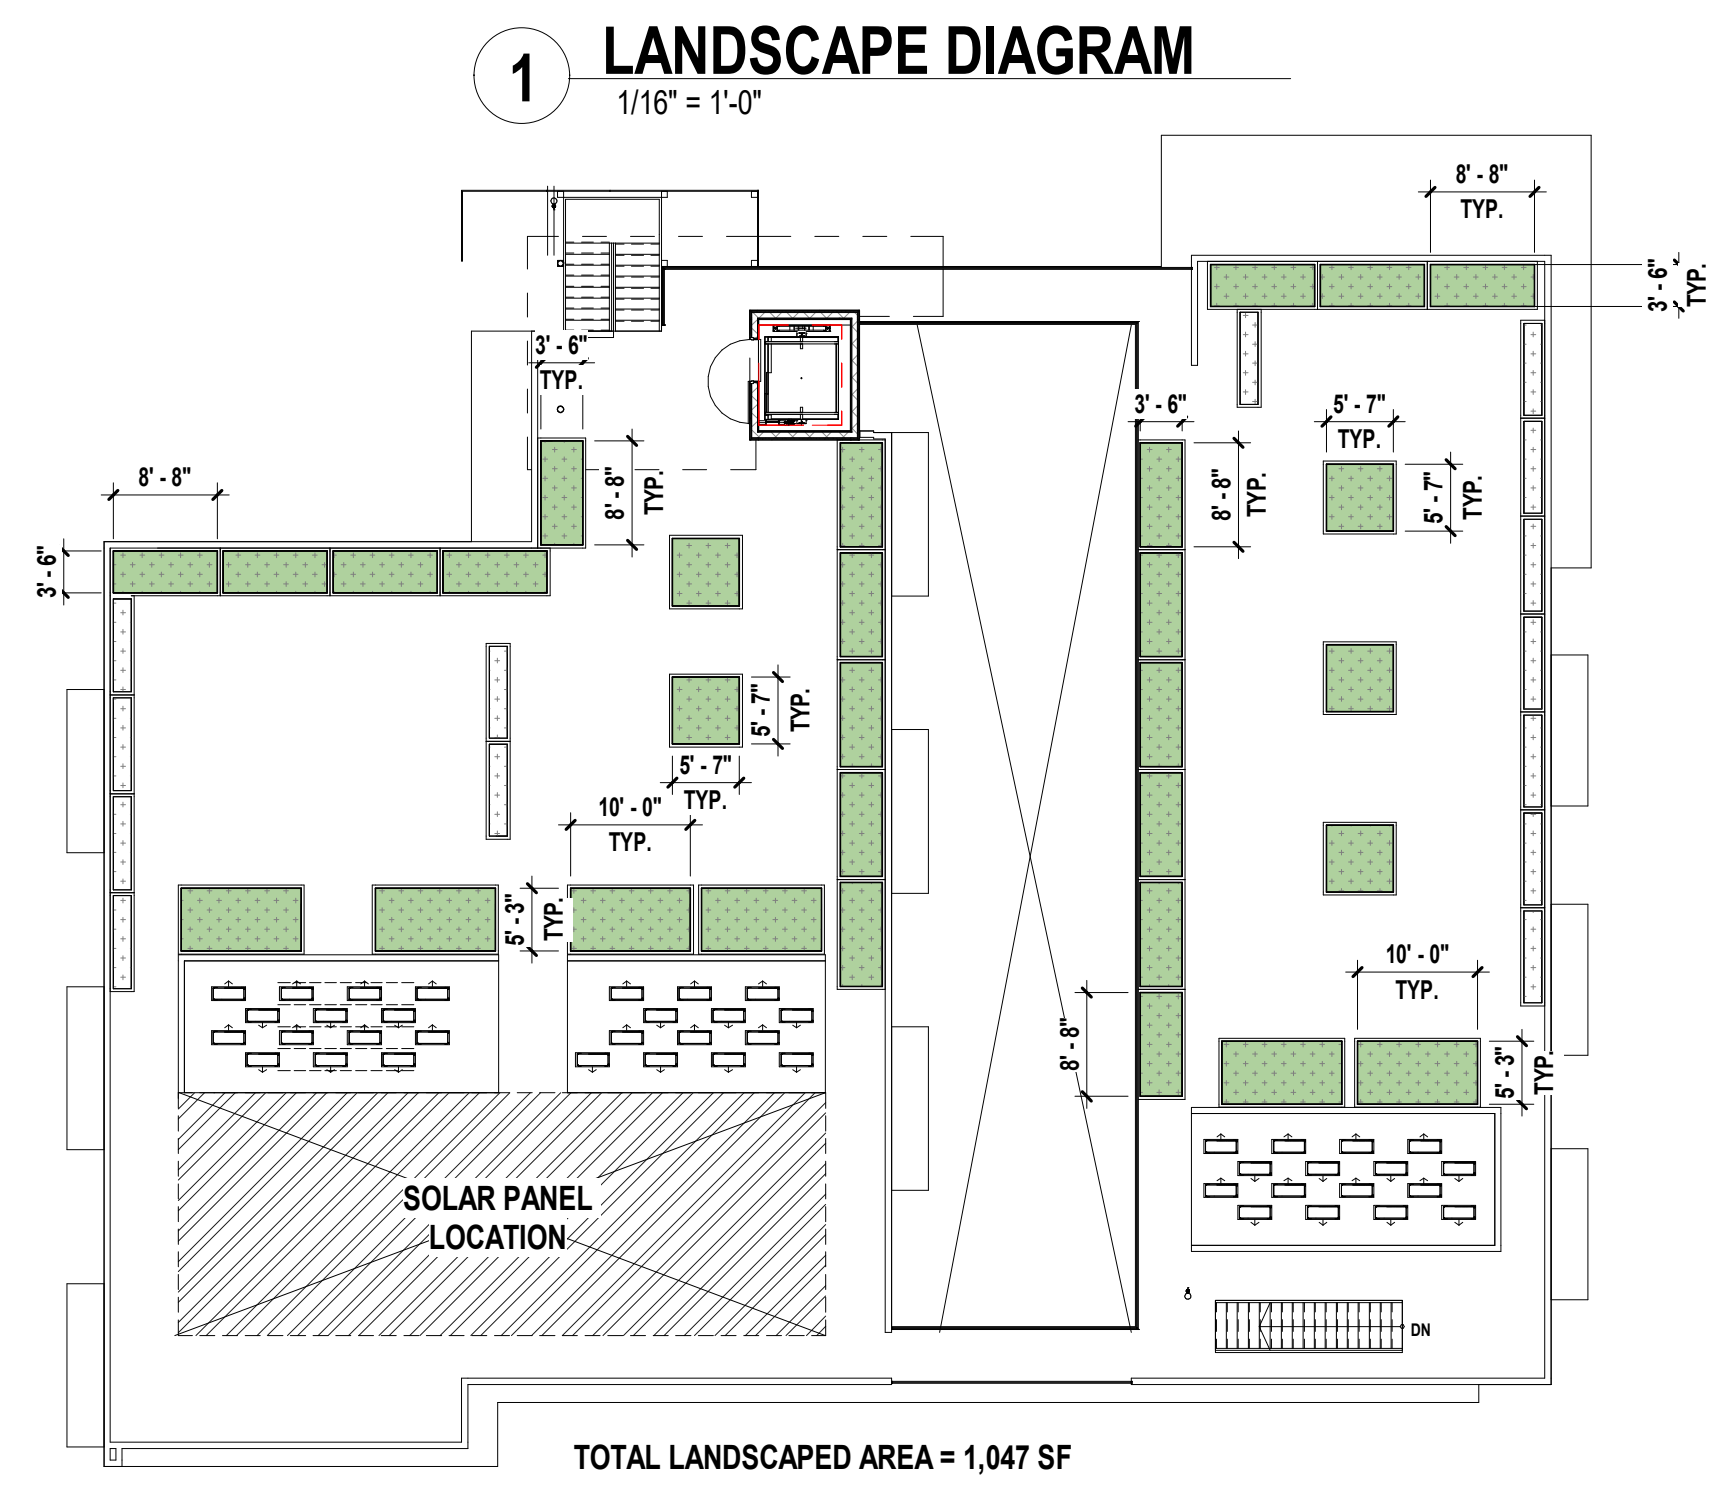 1
LANDSCAPE DIAGRAM
1/16" = 1'-0"
8' - 8"
TYP.
3' - 6"
TYP.
3' - 6"
TYP.
3' - 6"
5' - 7"
TYP.
8' - 8"
8' - 8"
TYP.
8' - 8"
TYP.
5' - 7"
TYP.
3' - 6"
5' - 7"
TYP.
5' - 7"
TYP.
10' - 0"
TYP.
5' - 3"
TYP.
10' - 0"
TYP.
8' - 8"
5' - 3"
TYP.
SOLAR PANEL
LOCATION
DN
TOTAL LANDSCAPED AREA = 1,047 SF